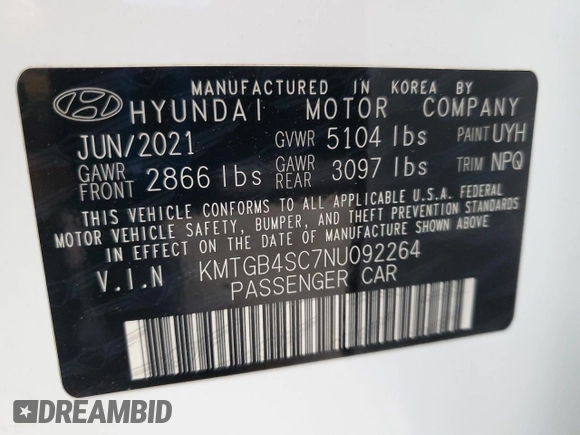 MANUFACTURED IN KOREA BY
HYUNDAI MOTOR COMPANY
JUN/2021 GVWR 5104 lbs PAINT UYH
GAWR FRONT 2866 lbs GAWR REAR 3097 lbs TRIM NPQ
THIS VEHICLE CONFORMS TO ALL APPLICABLE U.S.A. FEDERAL
MOTOR VEHICLE SAFETY, BUMPER, AND THEFT PREVENTION STANDARDS
IN EFFECT ON THE DATE OF MANUFACTURE SHOWN ABOVE.
V.I.N KMTGB4SC7NU092264
PASSENGER CAR
DREAMBID